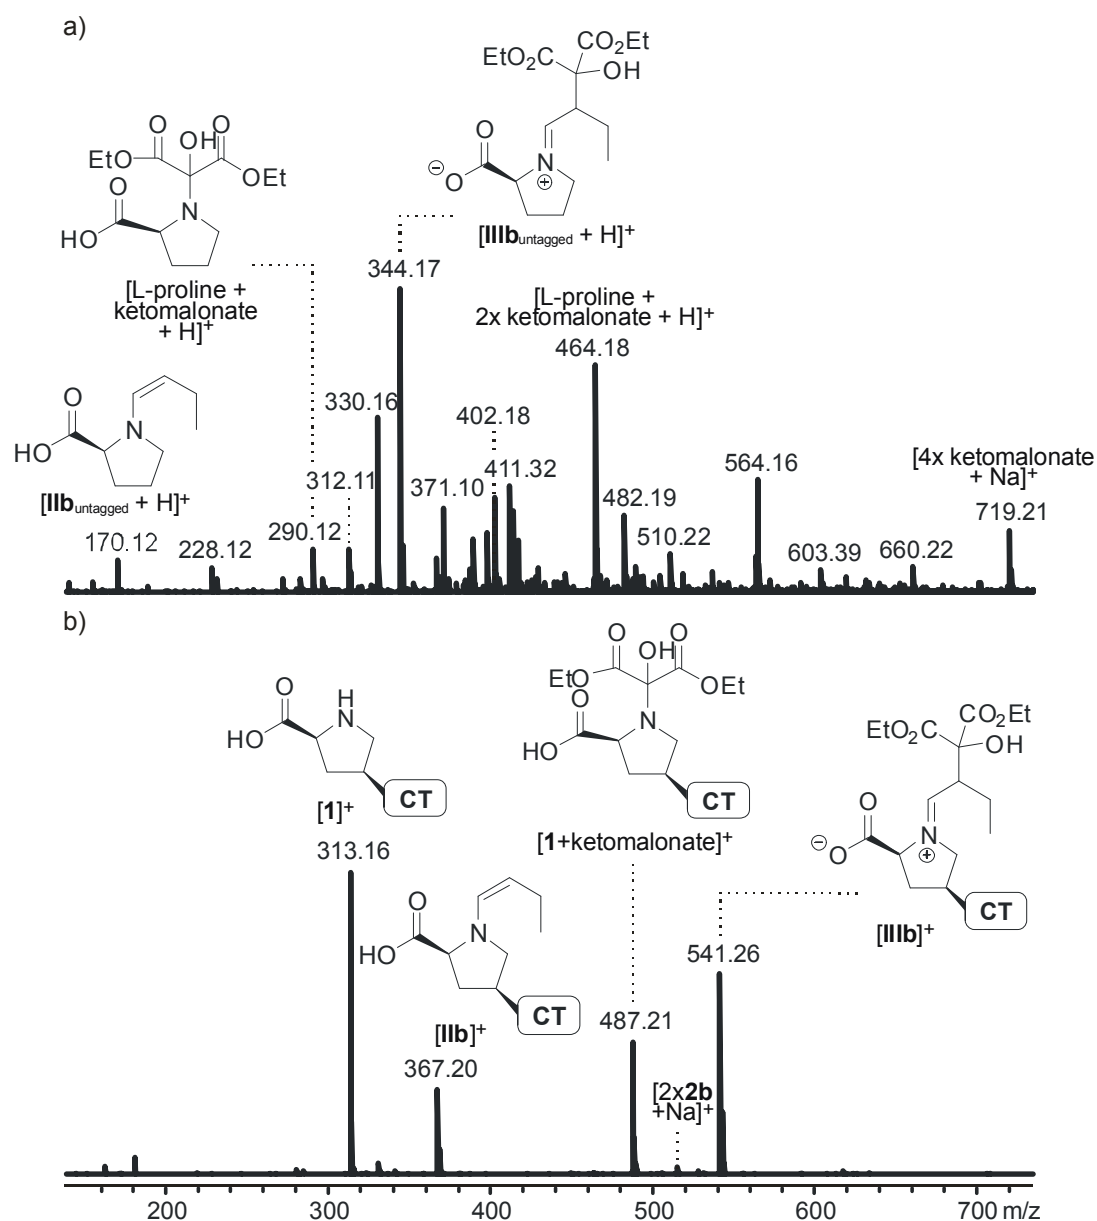 a)
EtO₂C
CO₂Et
OH
O
⊖
O
N
⊕
[IIIb untagged + H]⁺
O
OH
O
EtO
OEt
O
N
HO
[L-proline +
ketomalonate
+ H]⁺
344.17
[L-proline +
2x ketomalonate + H]⁺
464.18
O
N
HO
[IIb untagged + H]⁺
330.16
402.18
312.11
371.10
411.32
290.12
170.12
228.12
482.19
510.22
564.16
603.39
660.22
[4x ketomalonate
+ Na]⁺
719.21
b)
O
H
N
HO
CT
[1]⁺
313.16
O
OH
O
EtO
OEt
O
N
HO
CT
[1+ketomalonate]⁺
487.21
EtO₂C
CO₂Et
OH
O
⊖
O
N
⊕
CT
[IIIb]⁺
541.26
O
N
HO
CT
[IIb]⁺
367.20
[2x2b
+Na]⁺
200 300 400 500 600 700 m/z